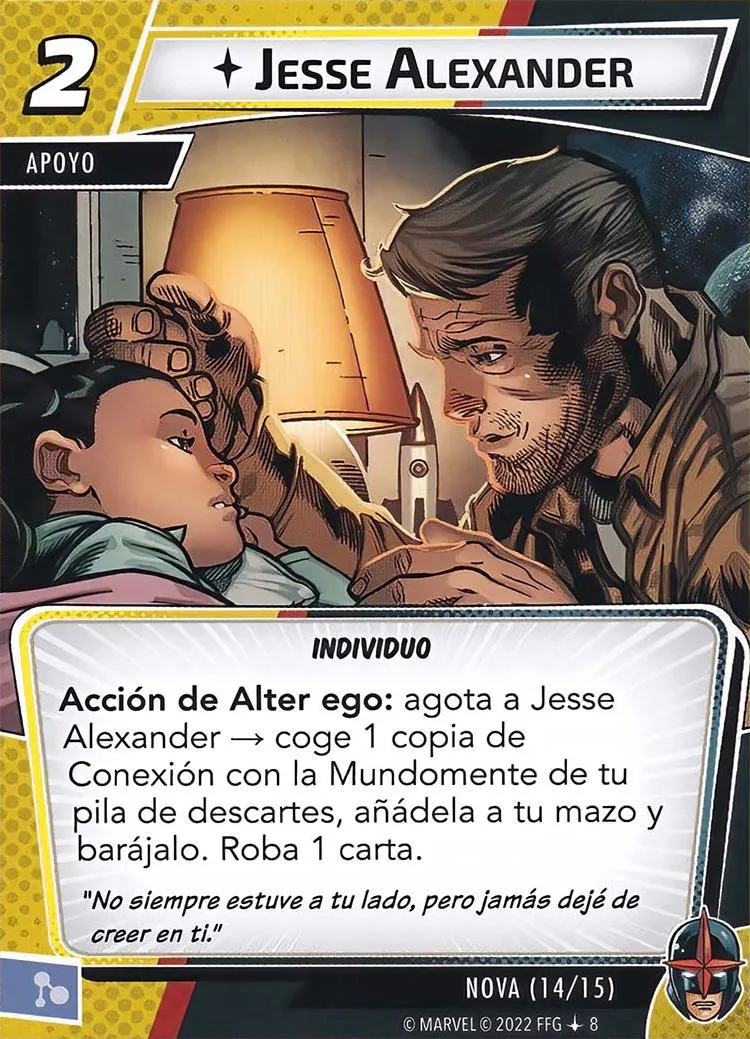 2
JESSE ALEXANDER
APOYO
INDIVIDUO
Acción de Alter ego: agota a Jesse
Alexander → coge 1 copia de
Conexión con la Mundomente de tu
pila de descartes, añádela a tu mazo y
barájalo. Roba 1 carta.
"No siempre estuve a tu lado, pero jamás dejé de
creer en ti."
NOVA (14/15)
© MARVEL © 2022 FFG 8